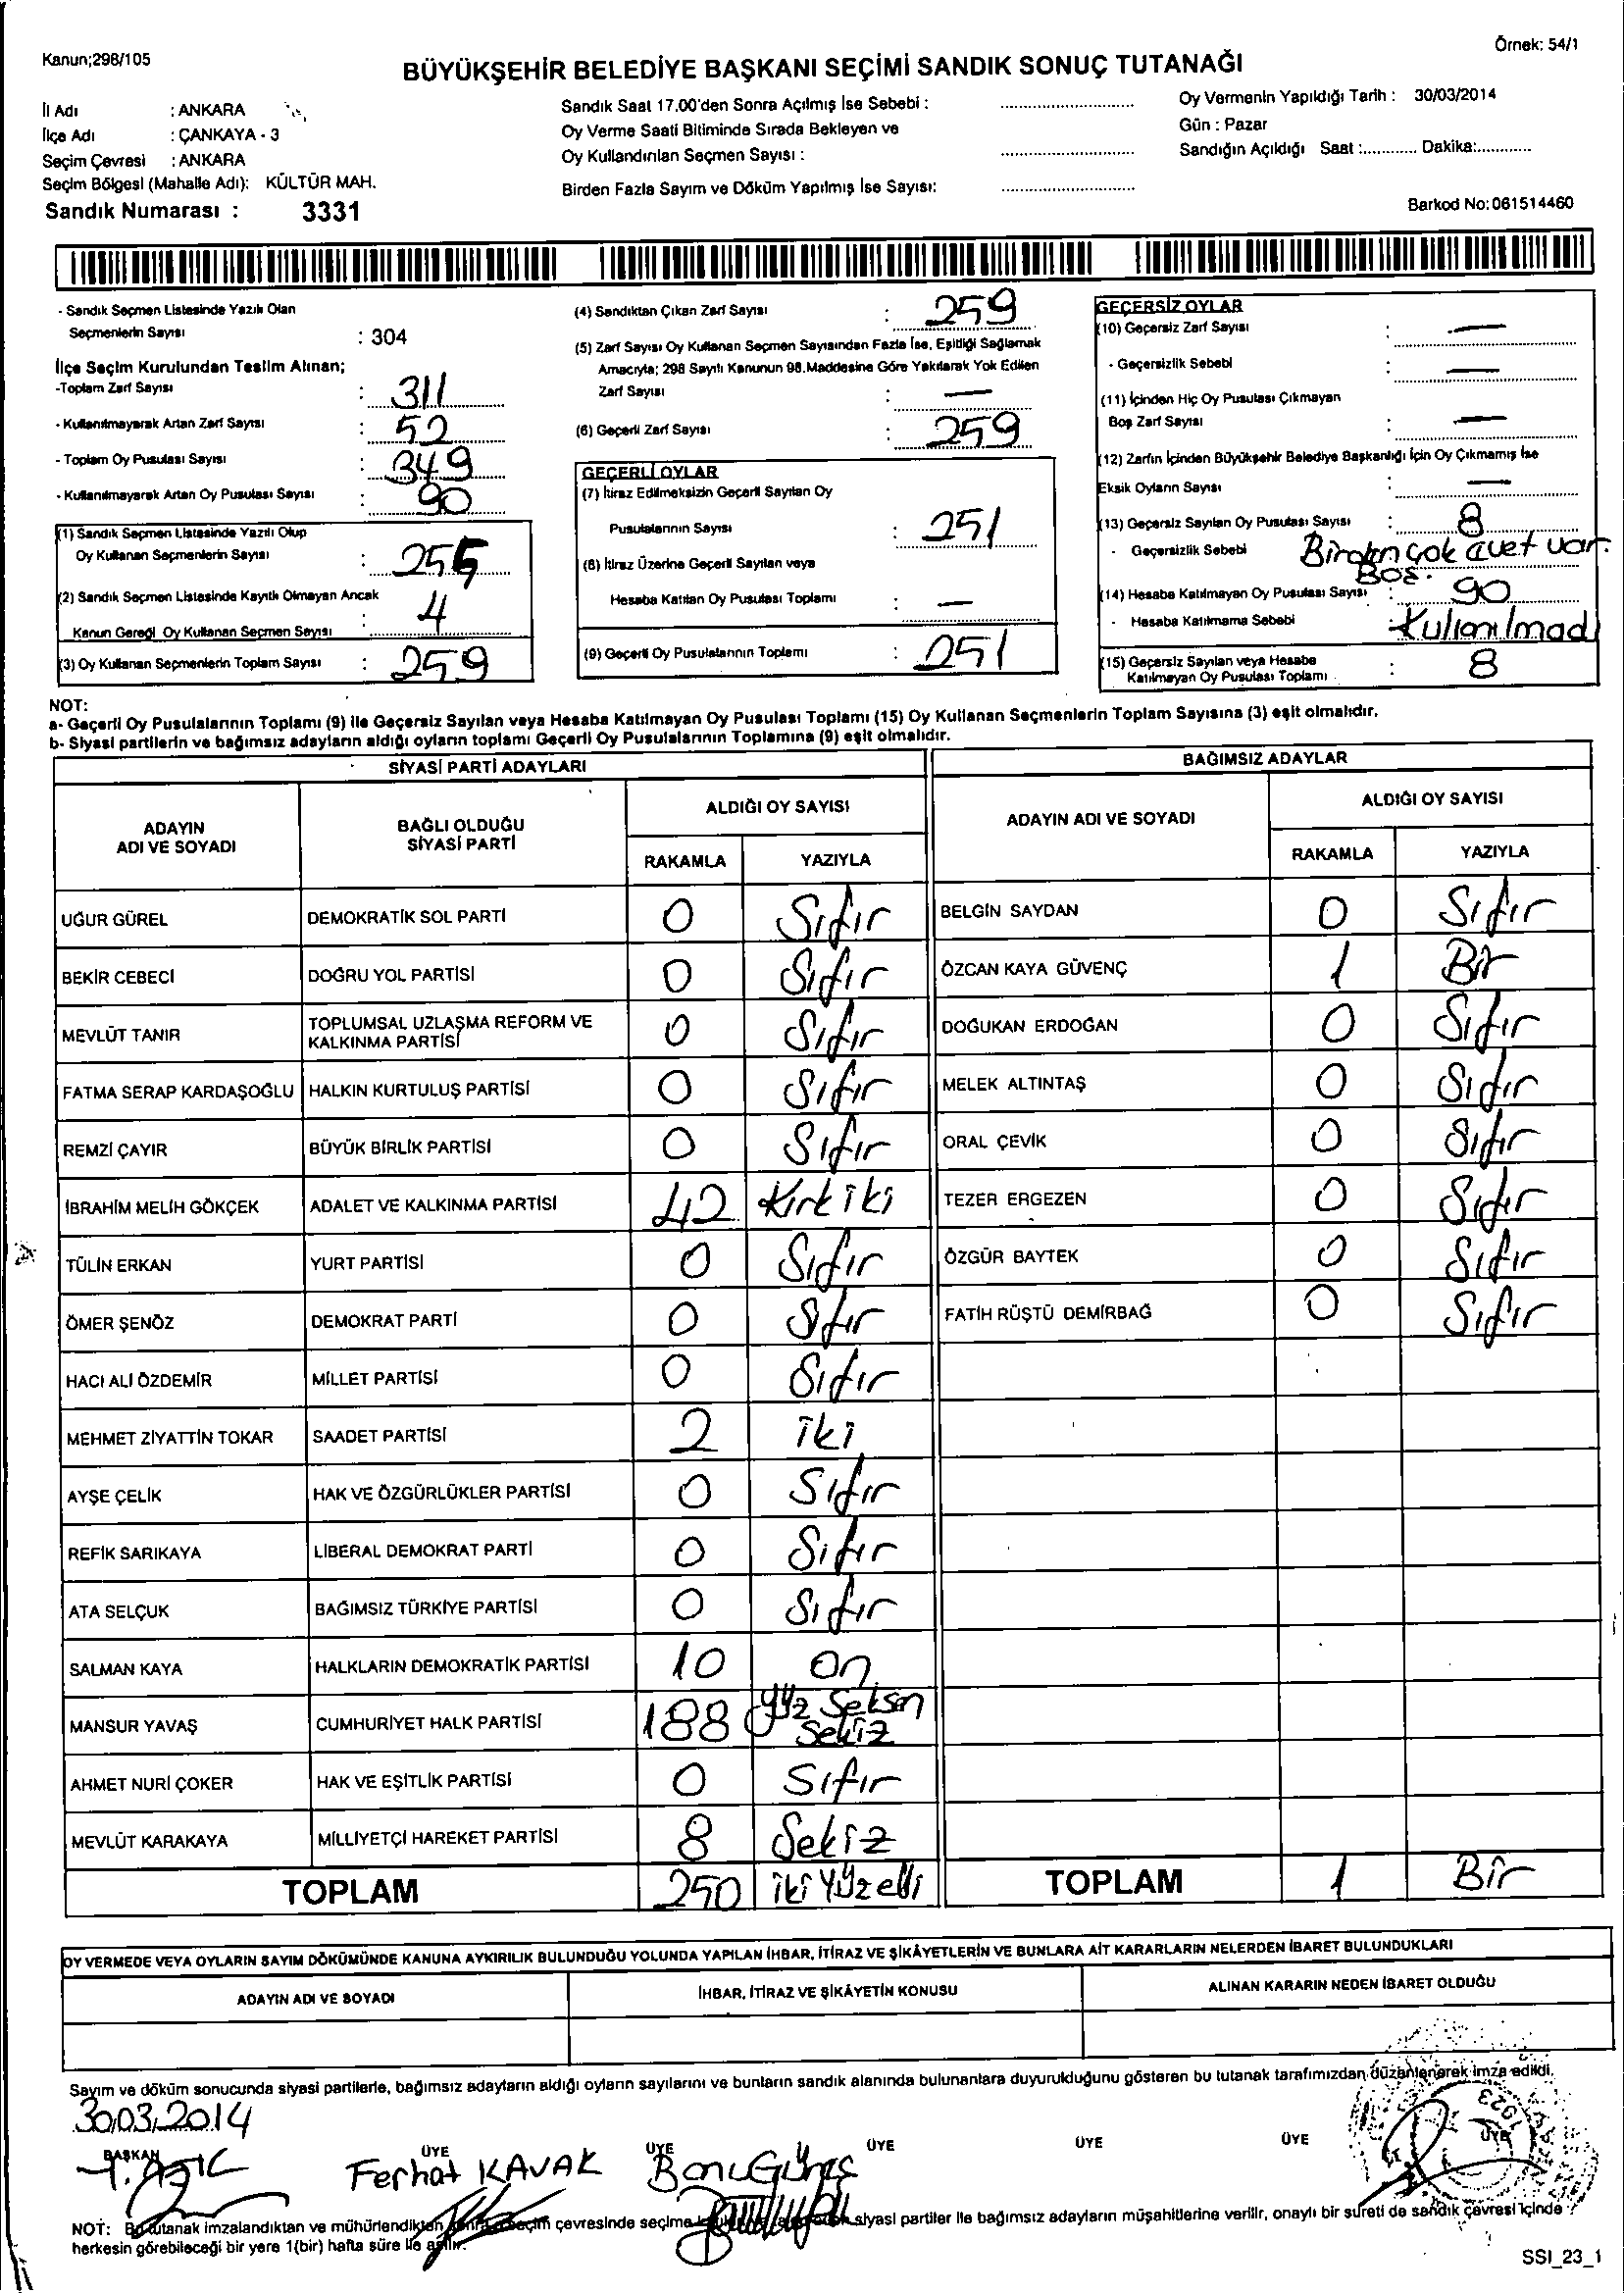 Kanun;298/105
Örnek: 54/1
BÜYÜKŞEHİR BELEDİYE BAŞKANI SEÇİMİ SANDIK SONUÇ TUTANAĞI
İl Adı : ANKARA
İlçe Adı : ÇANKAYA - 3
Seçim Çevresi : ANKARA
Seçim Bölgesi (Mahalle Adı): KÜLTÜR MAH.
Sandık Numarası : 3331
Sandık Saat 17.00'den Sonra Açılmış İse Sebebi :
Oy Verme Saati Bitiminde Sırada Bekleyen ve
Oy Kullandırılan Seçmen Sayısı :
Birden Fazla Sayım ve Döküm Yapılmış İse Sayısı:
Oy Vermenin Yapıldığı Tarih : 30/03/2014
Gün : Pazar
Sandığın Açıldığı Saat :............ Dakika:............
Barkod No: 061514460
- Sandık Seçmen Listesinde Yazılı Olan
Seçmenlerin Sayısı : 304
İlçe Seçim Kurulundan Teslim Alınan;
-Toplam Zarf Sayısı : 311
- Kullanılmayarak Artan Zarf Sayısı : 52
- Toplam Oy Pusulası Sayısı : 349
- Kullanılmayarak Artan Oy Pusulası Sayısı 90
(1) Sandık Seçmen Listesinde Yazılı Olup
Oy Kullanan Seçmenlerin Sayısı : 255
(2) Sandık Seçmen Listesinde Kayıtlı Olmayan Ancak
Kanun Gereği Oy Kullanan Seçmen Sayısı : 4
(3) Oy Kullanan Seçmenlerin Toplam Sayısı : 259
(4) Sandıktan Çıkan Zarf Sayısı : 259
(5) Zarf Sayısı Oy Kullanan Seçmen Sayısından Fazla İse, Eşitliği Sağlamak
Amacıyla; 298 Sayılı Kanunun 98.Maddesine Göre Yakılarak Yok Edilen
Zarf Sayısı : —
(6) Geçerli Zarf Sayısı : 259
GEÇERLİ OYLAR
(7) İtiraz Edilmeksizin Geçerli Sayılan Oy
Pusulalarının Sayısı : 251
(8) İtiraz Üzerine Geçerli Sayılan veya
Hesaba Katılan Oy Pusulası Toplamı : —
(9) Geçerli Oy Pusulalarının Toplamı : 251
GEÇERSİZ OYLAR
(10) Geçersiz Zarf Sayısı : —
- Geçersizlik Sebebi : —
(11) İçinden Hiç Oy Pusulası Çıkmayan
Boş Zarf Sayısı : —
(12) Zarfın İçinden Büyükşehir Belediye Başkanlığı İçin Oy Çıkmamış İse
Eksik Oyların Sayısı : —
(13) Geçersiz Sayılan Oy Pusulası Sayısı : 8
- Geçersizlik Sebebi Birden çok evet var.
Boş.
(14) Hesaba Katılmayan Oy Pusulası Sayısı : 90
- Hesaba Katılmama Sebebi : Kullanılmadı
(15) Geçersiz Sayılan veya Hesaba
Katılmayan Oy Pusulası Toplamı : 8
NOT:
a- Geçerli Oy Pusulalarının Toplamı (9) ile Geçersiz Sayılan veya Hesaba Katılmayan Oy Pusulası Toplamı (15) Oy Kullanan Seçmenlerin Toplam Sayısına (3) eşit olmalıdır.
b- Siyasi partilerin ve bağımsız adayların aldığı oyların toplamı Geçerli Oy Pusulalarının Toplamına (9) eşit olmalıdır.
SİYASİ PARTİ ADAYLARI
ADAYIN ADI VE SOYADI
BAĞLI OLDUĞU SİYASİ PARTİ
ALDIĞI OY SAYISI
RAKAMLA YAZIYLA
UĞUR GÜREL DEMOKRATİK SOL PARTİ 0 Sıfır
BEKİR CEBECİ DOĞRU YOL PARTİSİ 0 Sıfır
MEVLÜT TANIR TOPLUMSAL UZLAŞMA REFORM VE KALKINMA PARTİSİ 0 Sıfır
FATMA SERAP KARDAŞOĞLU HALKIN KURTULUŞ PARTİSİ 0 Sıfır
REMZİ ÇAYIR BÜYÜK BİRLİK PARTİSİ 0 Sıfır
İBRAHİM MELİH GÖKÇEK ADALET VE KALKINMA PARTİSİ 42 Kırk iki
TÜLİN ERKAN YURT PARTİSİ 0 Sıfır
ÖMER ŞENÖZ DEMOKRAT PARTİ 0 Sıfır
HACI ALİ ÖZDEMİR MİLLET PARTİSİ 0 Sıfır
MEHMET ZİYATTİN TOKAR SAADET PARTİSİ 2 iki
AYŞE ÇELİK HAK VE ÖZGÜRLÜKLER PARTİSİ 0 Sıfır
REFİK SARIKAYA LİBERAL DEMOKRAT PARTİ 0 Sıfır
ATA SELÇUK BAĞIMSIZ TÜRKİYE PARTİSİ 0 Sıfır
SALMAN KAYA HALKLARIN DEMOKRATİK PARTİSİ 10 On
MANSUR YAVAŞ CUMHURİYET HALK PARTİSİ 188 Yüz Seksen Sekiz
AHMET NURİ ÇOKER HAK VE EŞİTLİK PARTİSİ 0 Sıfır
MEVLÜT KARAKAYA MİLLİYETÇİ HAREKET PARTİSİ 8 Sekiz
TOPLAM 250 iki Yüz elli
BAĞIMSIZ ADAYLAR
ADAYIN ADI VE SOYADI
ALDIĞI OY SAYISI
RAKAMLA YAZIYLA
BELGİN SAYDAN 0 Sıfır
ÖZCAN KAYA GÜVENÇ 1 Bir
DOĞUKAN ERDOĞAN 0 Sıfır
MELEK ALTINTAŞ 0 Sıfır
ORAL ÇEVİK 0 Sıfır
TEZER ERGEZEN 0 Sıfır
ÖZGÜR BAYTEK 0 Sıfır
FATİH RÜŞTÜ DEMİRBAĞ 0 Sıfır
TOPLAM 1 Bir
OY VERMEDE VEYA OYLARIN SAYIM DÖKÜMÜNDE KANUNA AYKIRILIK BULUNDUĞU YOLUNDA YAPILAN İHBAR, İTİRAZ VE ŞİKÂYETLERİN VE BUNLARA AİT KARARLARIN NELERDEN İBARET BULUNDUKLARI
ADAYIN ADI VE SOYADI
İHBAR, İTİRAZ VE ŞİKÂYETİN KONUSU
ALINAN KARARIN NEDEN İBARET OLDUĞU
Sayım ve döküm sonucunda siyasi partilerle, bağımsız adayların aldığı oyların sayılarını ve bunların sandık alanında bulunanlara duyurulduğunu gösteren bu tutanak tarafımızdan düzenlenerek imza edildi.
30.03.2014
BAŞKAN ÜYE ÜYE ÜYE ÜYE ÜYE ÜYE
Ferhat KAVAK Banu Güneş
1923
NOT: Bu tutanak imzalandıktan ve mühürlendikten sonra seçim çevresinde seçime siyasi partiler ile bağımsız adayların müşahitlerine verilir, onaylı bir sureti de sandık çevresi içinde
herkesin görebileceği bir yere 1(bir) hafta süre ile asılır.
SSI_23_1